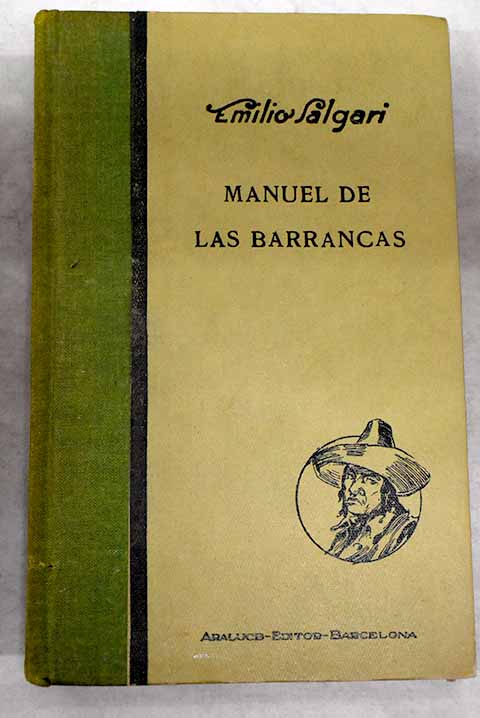 Emilio Salgari
MANUEL DE
LAS BARRANCAS
ARALUCE-EDITOR-BARCELONA